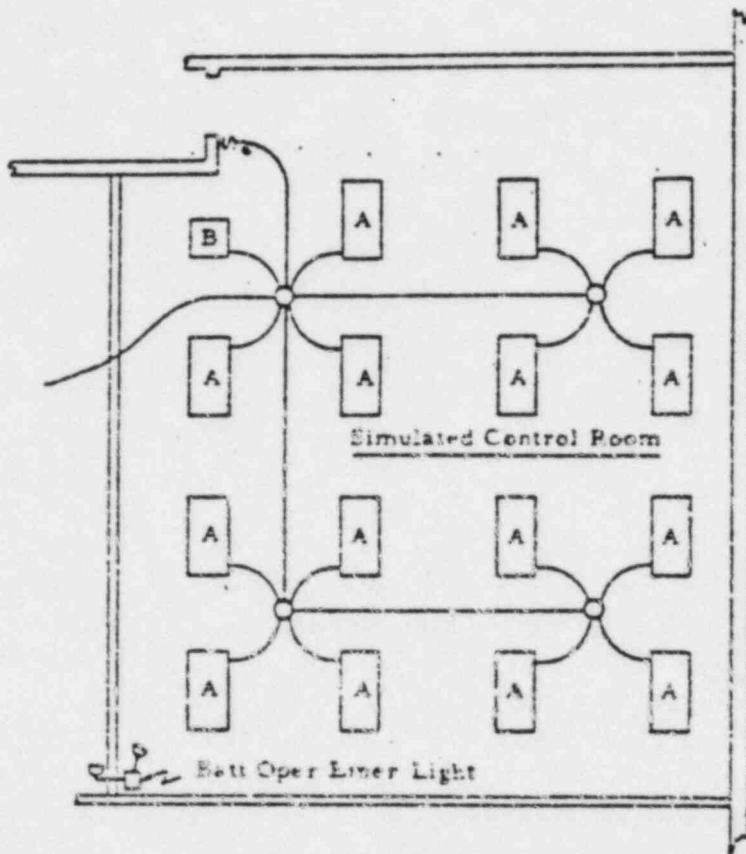 A A A
B
A A A A
Simulated Control Room
A A A A
A A A A
Batt Oper Emer Light